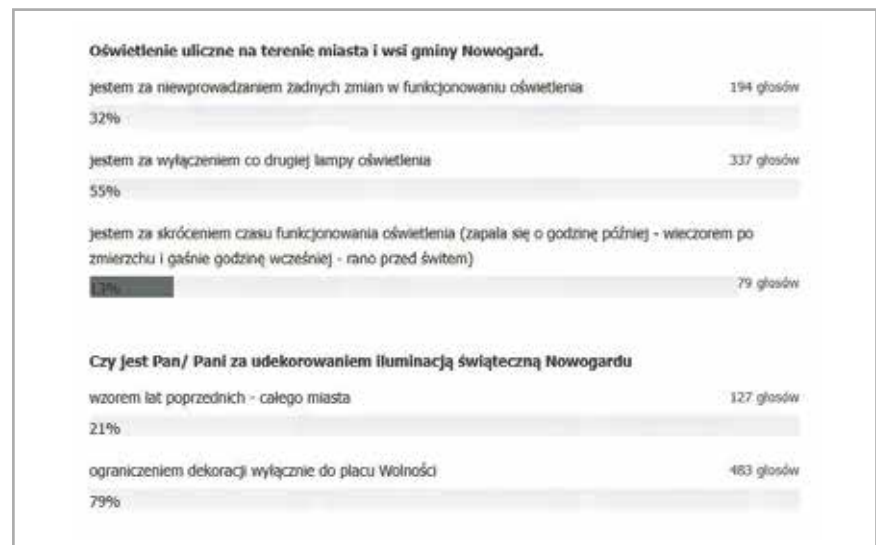 Oświetlenie uliczne na terenie miasta i wsi gminy Nowogard.
jestem za niewprowadzaniem żadnych zmian w funkcjonowaniu oświetlenia 194 głosów
32%
jestem za wyłączeniem co drugiej lampy oświetlenia 337 głosów
55%
jestem za skróceniem czasu funkcjonowania oświetlenia (zapala się o godzinę później - wieczorem po
zmierzchu i gaśnie godzinę wcześniej - rano przed świtem)
13% 79 głosów
Czy jest Pan/ Pani za udekorowaniem iluminacją świąteczną Nowogardu
wzorem lat poprzednich - całego miasta 127 głosów
21%
ograniczeniem dekoracji wyłącznie do placu Wolności 483 głosów
79%